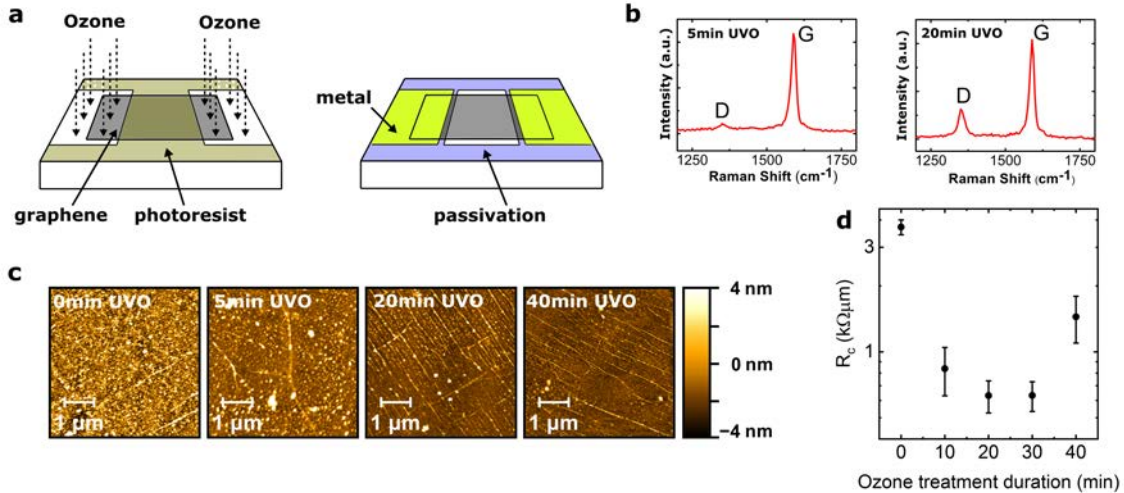 a
Ozone Ozone
metal
graphene photoresist
passivation
b
5min UVO
D
G
Intensity (a.u.)
1250 1500 1750
Raman Shift (cm-1)
20min UVO
D
G
Intensity (a.u.)
1250 1500 1750
Raman Shift (cm-1)
c
0min UVO
1 μm
5min UVO
1 μm
20min UVO
1 μm
40min UVO
1 μm
4 nm
0 nm
−4 nm
d
3
1
Rc (kΩμm)
0 10 20 30 40
Ozone treatment duration (min)